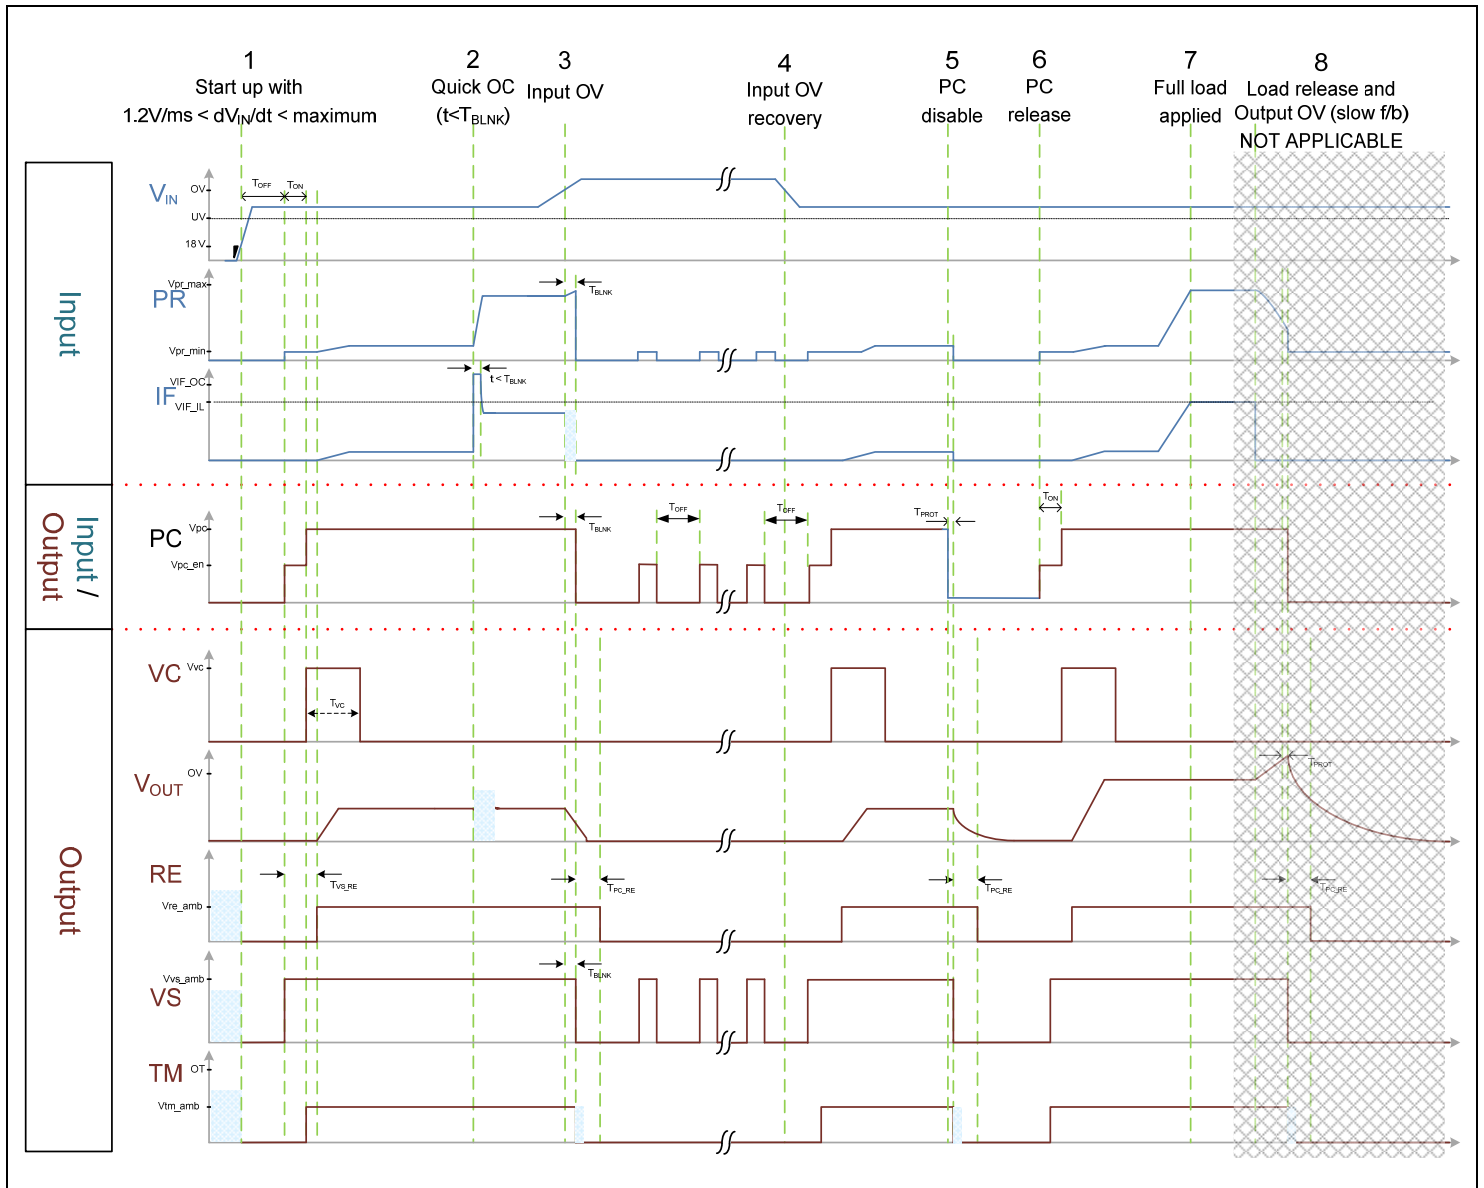 1
Start up with
1.2V/ms < dVIN/dt < maximum
2
Quick OC
(t<TBLNK)
3
Input OV
4
Input OV
recovery
5
PC
disable
6
PC
release
7
Full load
applied
8
Load release and
Output OV (slow f/b)
NOT APPLICABLE
Input
VIN
OV
UV
18 V
TOFF
TON
PR
Vpr_max
Vpr_min
TBLNK
IF
VIF_OC
VIF_IL
t < TBLNK
Input /
Output
PC
Vpc
Vpc_en
TBLNK
TOFF
TOFF
TPROT
TON
Output
VC
Vvc
TVC
VOUT
OV
TPROT
RE
Vre_amb
TVS_RE
TPC_RE
TPC_RE
TPC_RE
VS
Vvs_amb
TBLNK
TM
OT
Vtm_amb